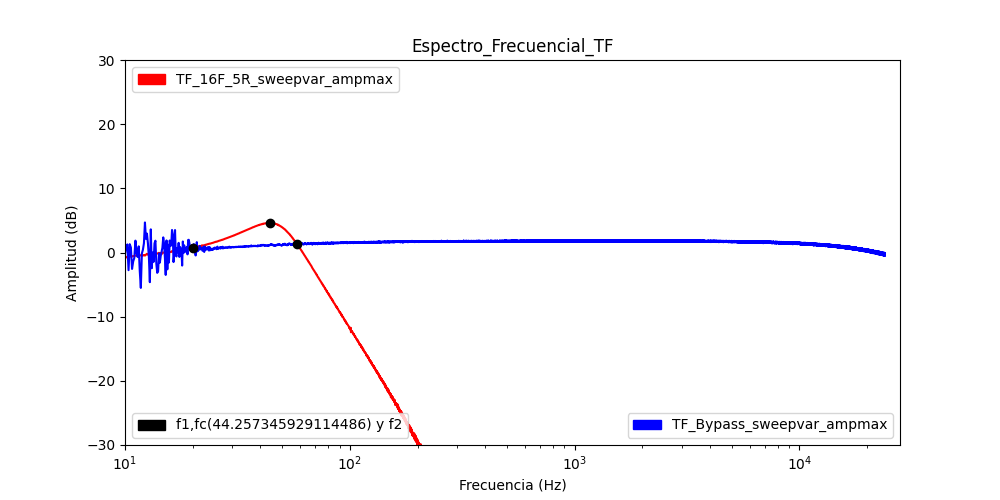 Espectro_Frecuencial_TF
TF_16F_5R_sweepvar_ampmax
30
20
10
0
−10
−20
−30
Amplitud (dB)
f1,fc(44.257345929114486) y f2
TF_Bypass_sweepvar_ampmax
10¹
10²
10³
10⁴
Frecuencia (Hz)